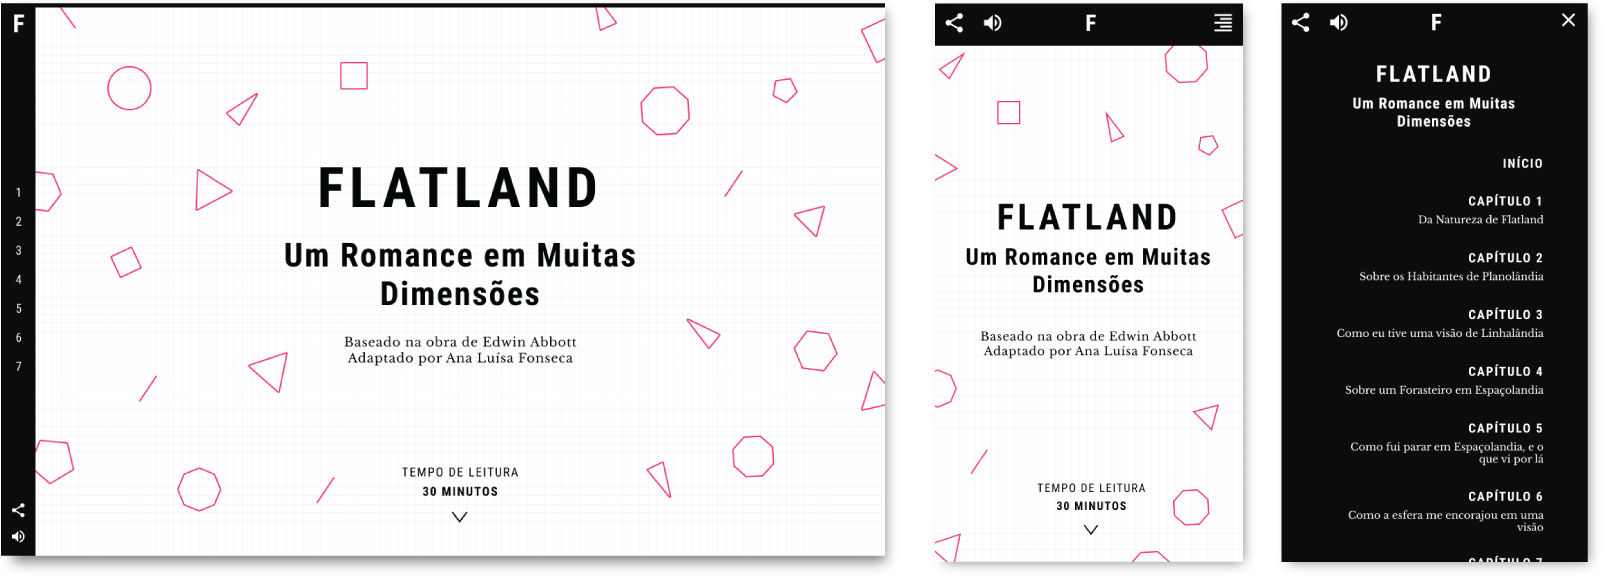 F
1
2
3
4
5
6
7
FLATLAND
Um Romance em Muitas
Dimensões
Baseado na obra de Edwin Abbott
Adaptado por Ana Luísa Fonseca
TEMPO DE LEITURA
30 MINUTOS
F
FLATLAND
Um Romance em Muitas
Dimensões
Baseado na obra de Edwin Abbott
Adaptado por Ana Luísa Fonseca
TEMPO DE LEITURA
30 MINUTOS
F
FLATLAND
Um Romance em Muitas
Dimensões
INÍCIO
CAPÍTULO 1
Da Natureza de Flatland
CAPÍTULO 2
Sobre os Habitantes de Planolândia
CAPÍTULO 3
Como eu tive uma visão de Linhalândia
CAPÍTULO 4
Sobre um Forasteiro em Espaçolandia
CAPÍTULO 5
Como fui parar em Espaçolandia, e o
que vi por lá
CAPÍTULO 6
Como a esfera me encorajou em uma
visão
CAPÍTULO 7